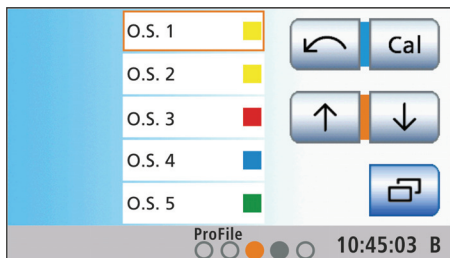 O.S. 1
O.S. 2
O.S. 3
O.S. 4
O.S. 5
Cal
ProFile
10:45:03 B